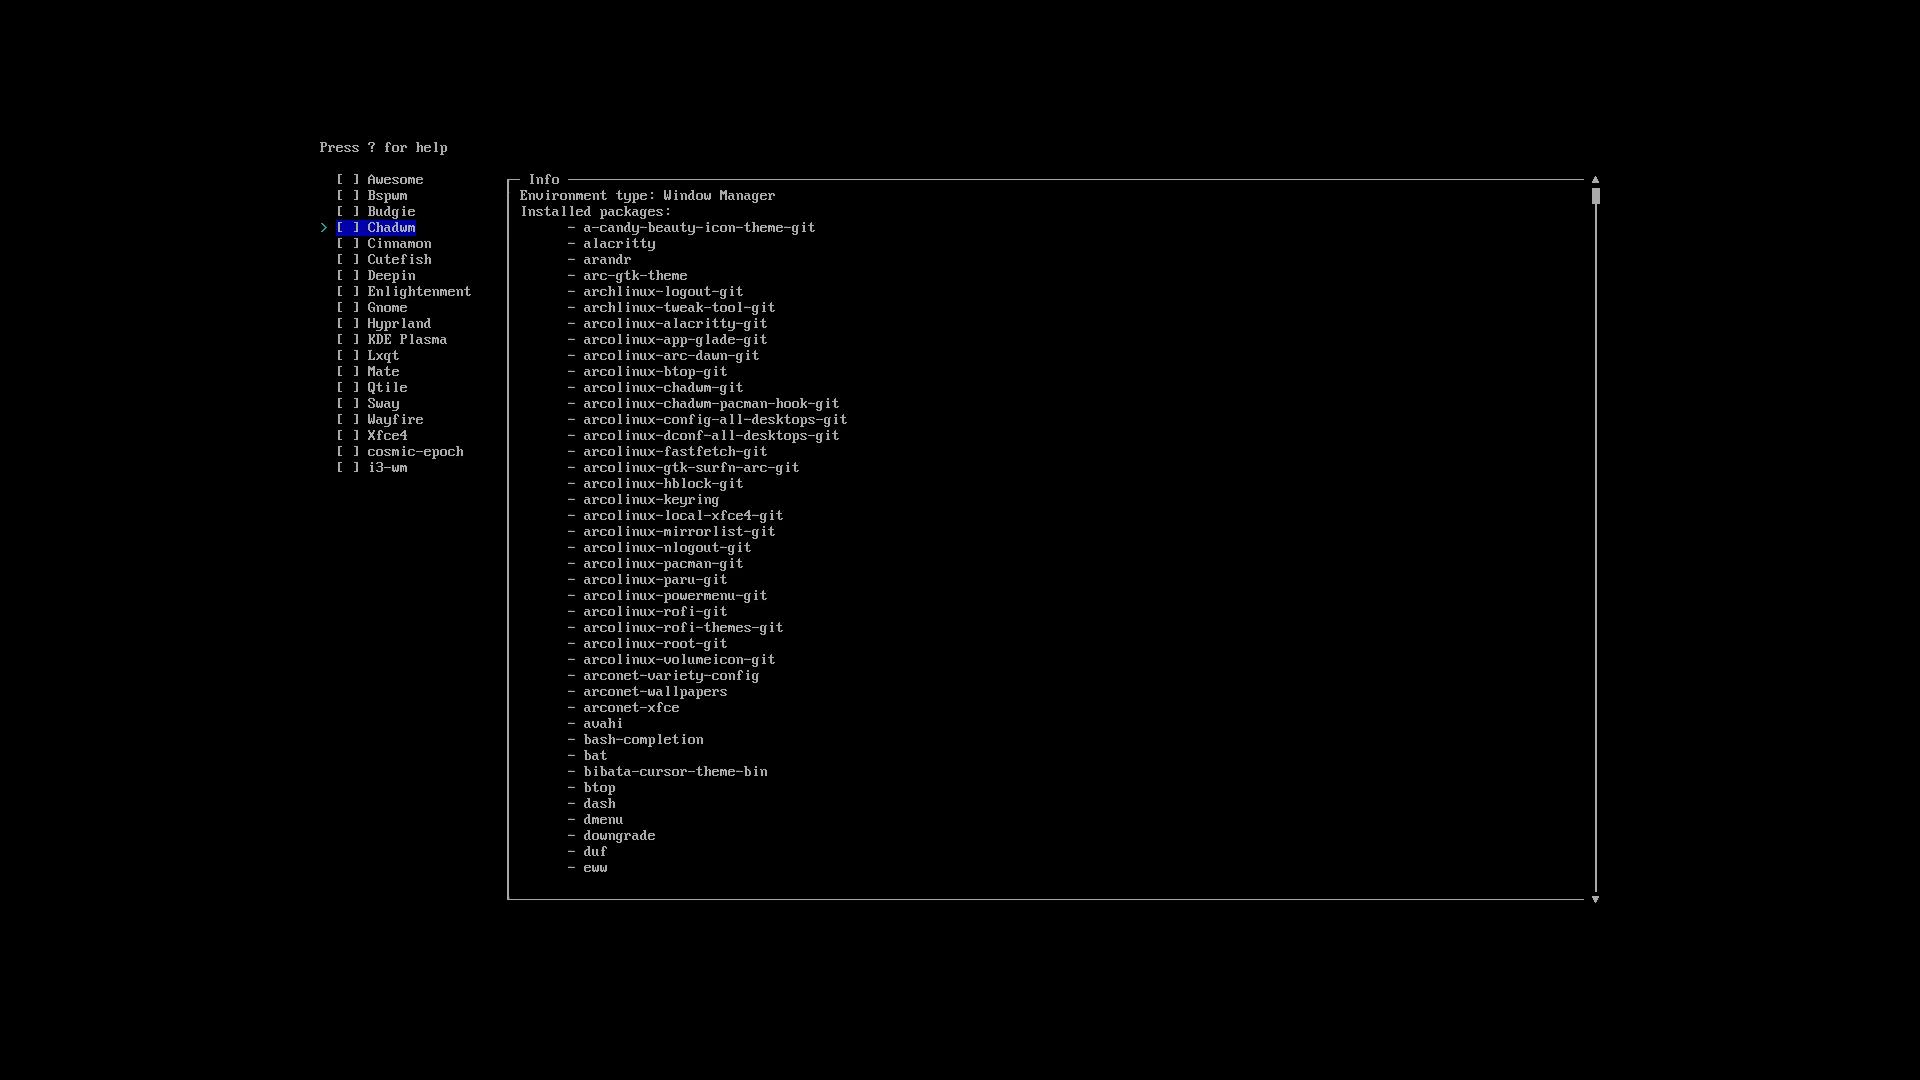 Press ? for help
[ ] Awesome
[ ] Bspwm
[ ] Budgie
> [ ] Chadwm
[ ] Cinnamon
[ ] Cutefish
[ ] Deepin
[ ] Enlightenment
[ ] Gnome
[ ] Hyprland
[ ] KDE Plasma
[ ] Lxqt
[ ] Mate
[ ] Qtile
[ ] Sway
[ ] Wayfire
[ ] Xfce4
[ ] cosmic-epoch
[ ] i3-wm
Info
Environment type: Window Manager
Installed packages:
- a-candy-beauty-icon-theme-git
- alacritty
- arandr
- arc-gtk-theme
- archlinux-logout-git
- archlinux-tweak-tool-git
- arcolinux-alacritty-git
- arcolinux-app-glade-git
- arcolinux-arc-dawn-git
- arcolinux-btop-git
- arcolinux-chadwm-git
- arcolinux-chadwm-pacman-hook-git
- arcolinux-config-all-desktops-git
- arcolinux-dconf-all-desktops-git
- arcolinux-fastfetch-git
- arcolinux-gtk-surfn-arc-git
- arcolinux-hblock-git
- arcolinux-keyring
- arcolinux-local-xfce4-git
- arcolinux-mirrorlist-git
- arcolinux-nlogout-git
- arcolinux-pacman-git
- arcolinux-paru-git
- arcolinux-powermenu-git
- arcolinux-rofi-git
- arcolinux-rofi-themes-git
- arcolinux-root-git
- arcolinux-volumeicon-git
- arconet-variety-config
- arconet-wallpapers
- arconet-xfce
- avahi
- bash-completion
- bat
- bibata-cursor-theme-bin
- btop
- dash
- dmenu
- downgrade
- duf
- eww